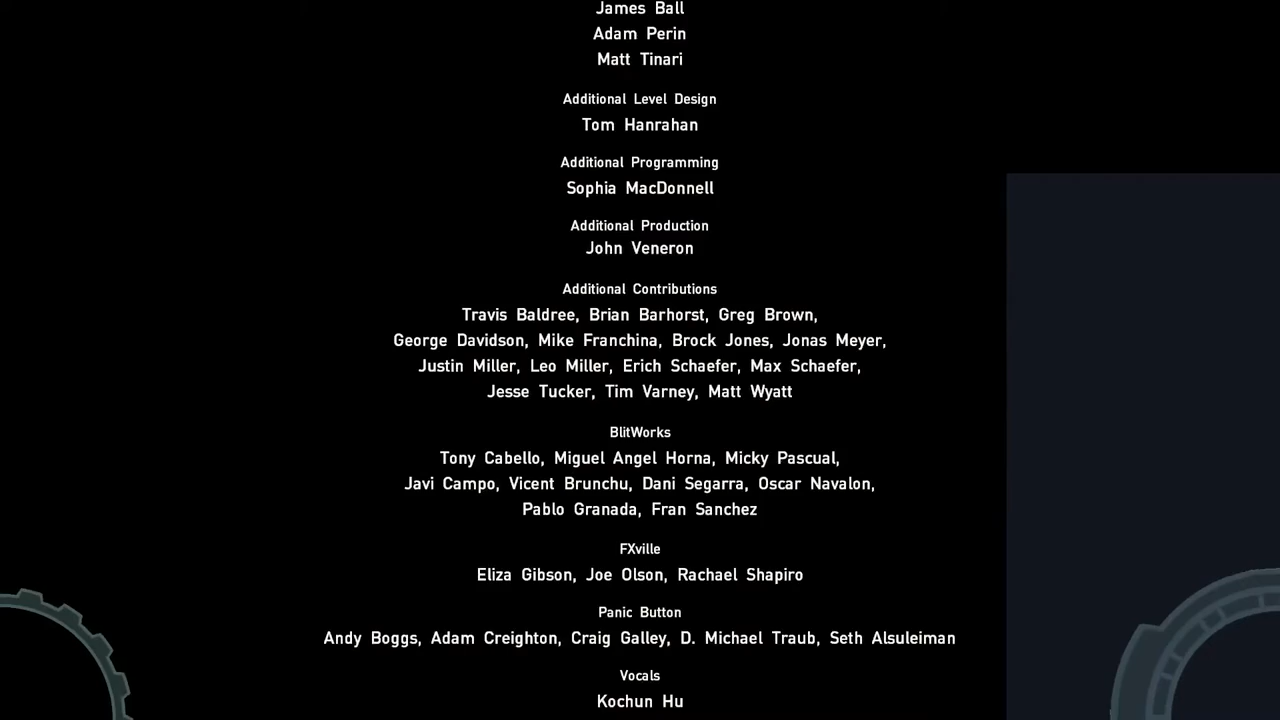 James Ball
Adam Perin
Matt Tinari
Additional Level Design
Tom Hanrahan
Additional Programming
Sophia MacDonnell
Additional Production
John Veneron
Additional Contributions
Travis Baldree, Brian Barhorst, Greg Brown,
George Davidson, Mike Franchina, Brock Jones, Jonas Meyer,
Justin Miller, Leo Miller, Erich Schaefer, Max Schaefer,
Jesse Tucker, Tim Varney, Matt Wyatt
BlitWorks
Tony Cabello, Miguel Angel Horna, Micky Pascual,
Javi Campo, Vicent Brunchu, Dani Segarra, Oscar Navalon,
Pablo Granada, Fran Sanchez
FXville
Eliza Gibson, Joe Olson, Rachael Shapiro
Panic Button
Andy Boggs, Adam Creighton, Craig Galley, D. Michael Traub, Seth Alsuleiman
Vocals
Kochun Hu